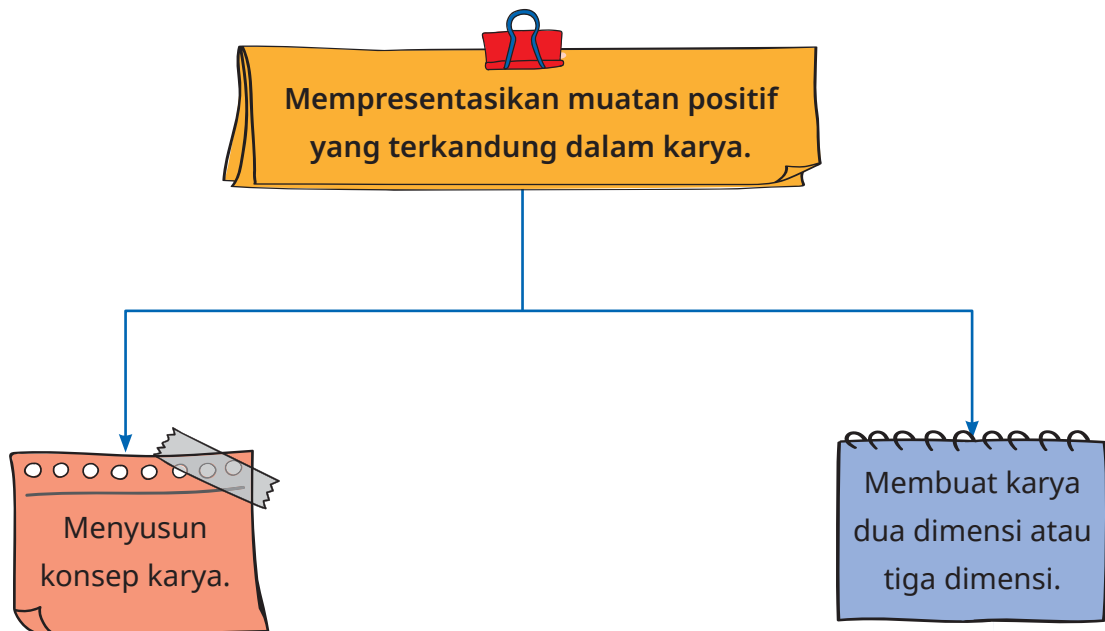 Mempresentasikan muatan positif
yang terkandung dalam karya.
Menyusun
konsep karya.
Membuat karya
dua dimensi atau
tiga dimensi.